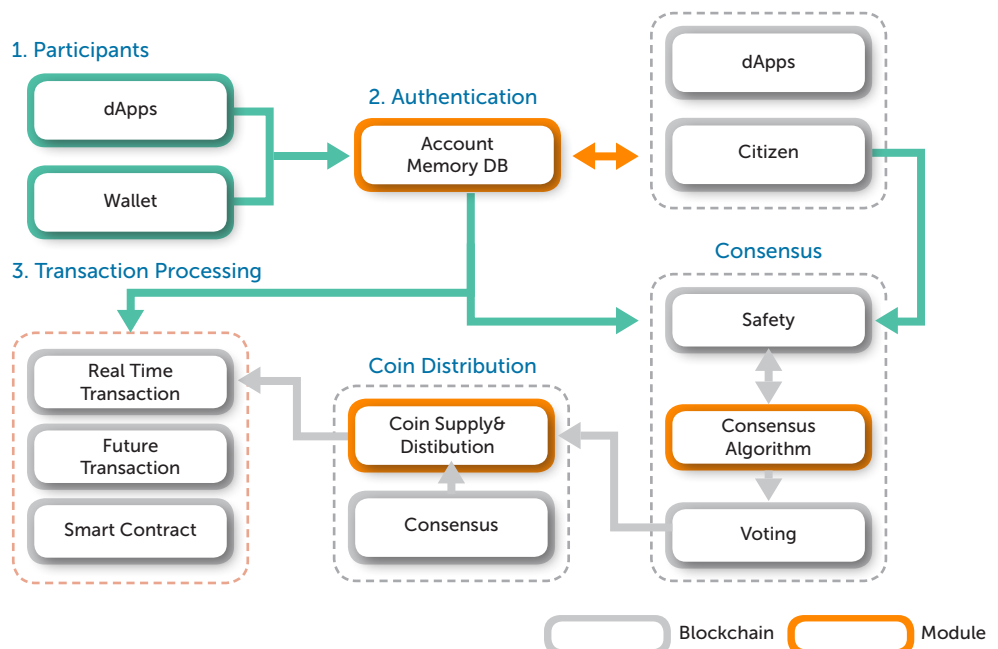 1. Participants
dApps
Wallet
2. Authentication
Account
Memory DB
dApps
Citizen
3. Transaction Processing
Real Time
Transaction
Future
Transaction
Smart Contract
Coin Distribution
Coin Supply&
Distibution
Consensus
Consensus
Safety
Consensus
Algorithm
Voting
Blockchain
Module